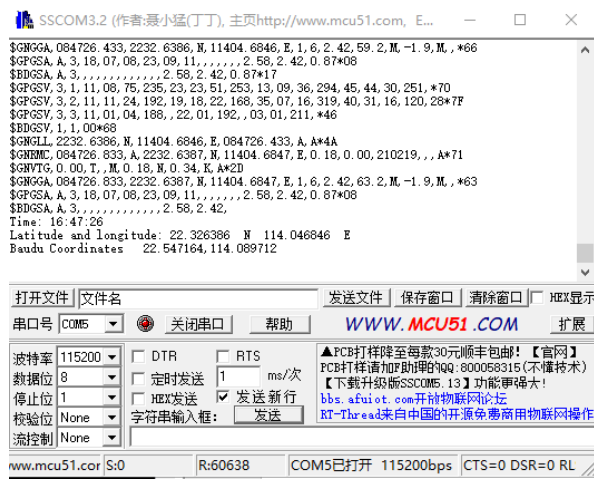 SSCOM3.2 (作者:聂小猛(丁丁), 主页http://www.mcu51.com, E...
$GNGGA,084726.433,2232.6386,N,11404.6846,E,1,6,2.42,59.2,M,-1.9,M,,*66
$GPGSA,A,3,18,07,08,23,09,11,,,,,,,2.58,2.42,0.87*08
$BDGSA,A,3,,,,,,,,,,,,,2.58,2.42,0.87*17
$GPGSV,3,1,11,08,75,235,23,23,51,253,13,09,36,294,45,44,30,251,*70
$GPGSV,3,2,11,11,24,192,19,18,22,168,35,07,16,319,40,31,16,120,28*7F
$GPGSV,3,3,11,01,04,188,,22,01,192,,03,01,211,*46
$BDGSV,1,1,00*68
$GNGLL,2232.6386,N,11404.6846,E,084726.433,A,A*4A
$GNRMC,084726.833,A,2232.6387,N,11404.6847,E,0.18,0.00,210219,,,A*71
$GNVTG,0.00,T,,M,0.18,N,0.34,K,A*2D
$GNGGA,084726.833,2232.6387,N,11404.6847,E,1,6,2.42,63.2,M,-1.9,M,,*63
$GPGSA,A,3,18,07,08,23,09,11,,,,,,,2.58,2.42,0.87*08
$BDGSA,A,3,,,,,,,,,,,,,2.58,2.42,
Time: 16:47:26
Latitude and longitude: 22.326386 N 114.046846 E
Baudu Coordinates 22.547164,114.089712
打开文件 文件名 发送文件 保存窗口 清除窗口 HEX显示
串口号 COM5 关闭串口 帮助 WWW.MCU51.COM 扩展
波特率 115200 DTR RTS
数据位 8 定时发送 1 ms/次
停止位 1 HEX发送 发送新行
校验位 None 字符串输入框: 发送
流控制 None
▲PCB打样降至每款30元顺丰包邮!【官网】
PCB打样请加F助理的QQ:800058315(不懂技术)
【下载升级版SSCOM5.13】功能更强大!
bbs.afuiot.com开放物联网论坛
RT-Thread来自中国的开源免费商用物联网操作
www.mcu51.cor S:0 R:60638 COM5已打开 115200bps CTS=0 DSR=0 RL